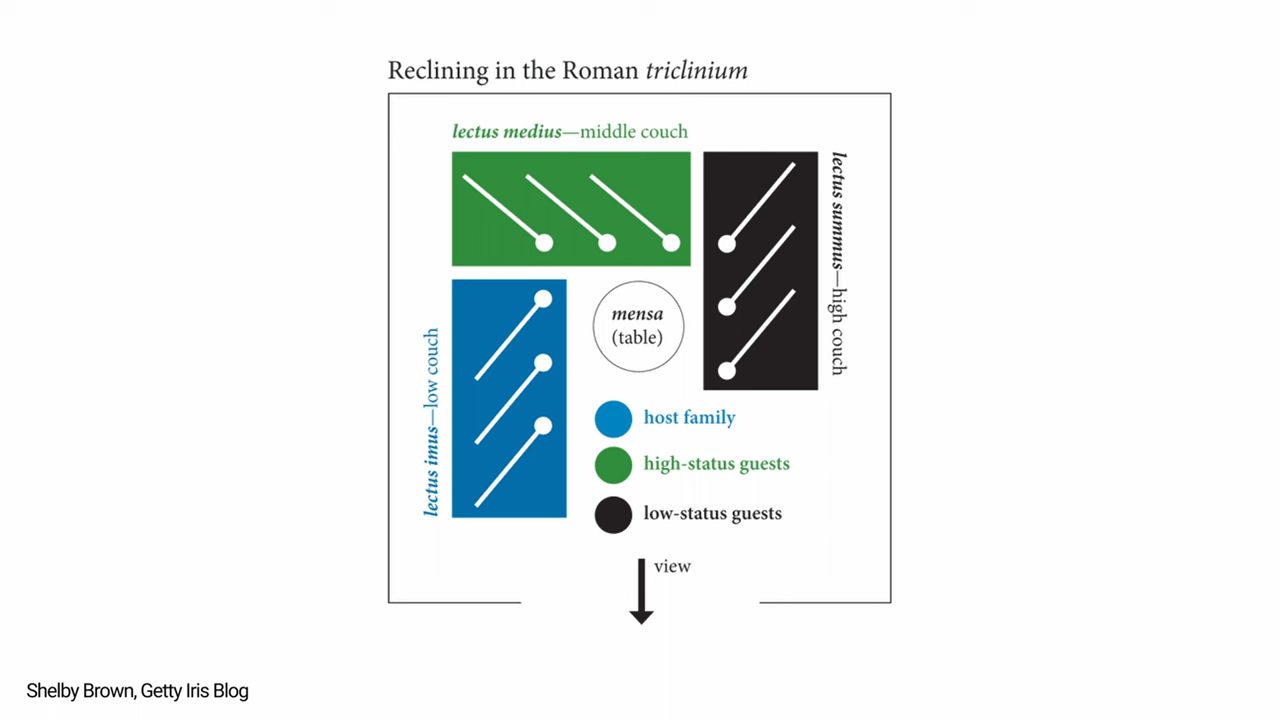 Reclining in the Roman triclinium
lectus medius—middle couch
lectus summus—high couch
lectus imus—low couch
mensa
(table)
host family
high-status guests
low-status guests
view
Shelby Brown, Getty Iris Blog